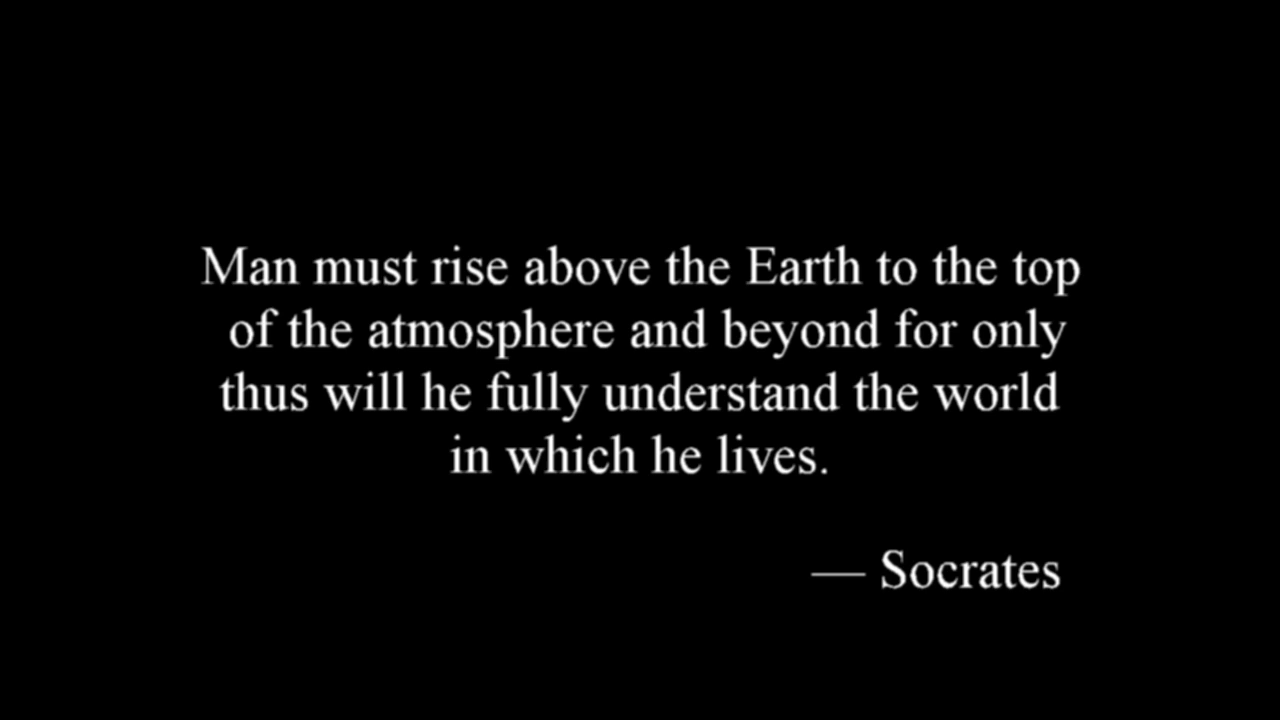 Man must rise above the Earth to the top
of the atmosphere and beyond for only
thus will he fully understand the world
in which he lives.
— Socrates